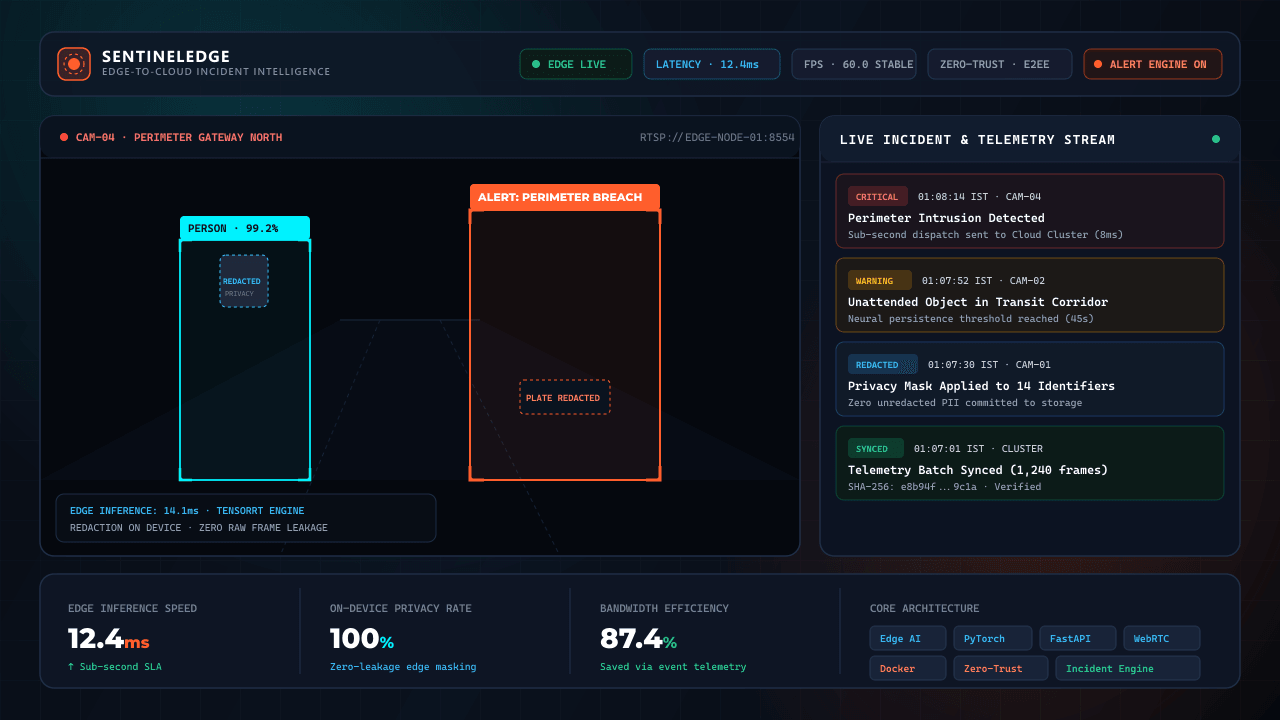 SENTINELEDGE
EDGE-TO-CLOUD INCIDENT INTELLIGENCE
EDGE LIVE
LATENCY · 12.4ms
FPS · 60.0 STABLE
ZERO-TRUST · E2EE
ALERT ENGINE ON
CAM-04 · PERIMETER GATEWAY NORTH
RTSP://EDGE-NODE-01:8554
PERSON · 99.2%
REDACTED
PRIVACY
ALERT: PERIMETER BREACH
PLATE REDACTED
EDGE INFERENCE: 14.1ms · TENSORRT ENGINE
REDACTION ON DEVICE · ZERO RAW FRAME LEAKAGE
LIVE INCIDENT & TELEMETRY STREAM
CRITICAL
01:08:14 IST · CAM-04
Perimeter Intrusion Detected
Sub-second dispatch sent to Cloud Cluster (8ms)
WARNING
01:07:52 IST · CAM-02
Unattended Object in Transit Corridor
Neural persistence threshold reached (45s)
REDACTED
01:07:30 IST · CAM-01
Privacy Mask Applied to 14 Identifiers
Zero unredacted PII committed to storage
SYNCED
01:07:01 IST · CLUSTER
Telemetry Batch Synced (1,240 frames)
SHA-256: e8b94f...9c1a · Verified
EDGE INFERENCE SPEED
12.4ms
↑ Sub-second SLA
ON-DEVICE PRIVACY RATE
100%
Zero-leakage edge masking
BANDWIDTH EFFICIENCY
87.4%
Saved via event telemetry
CORE ARCHITECTURE
Edge AI
PyTorch
FastAPI
WebRTC
Docker
Zero-Trust
Incident Engine